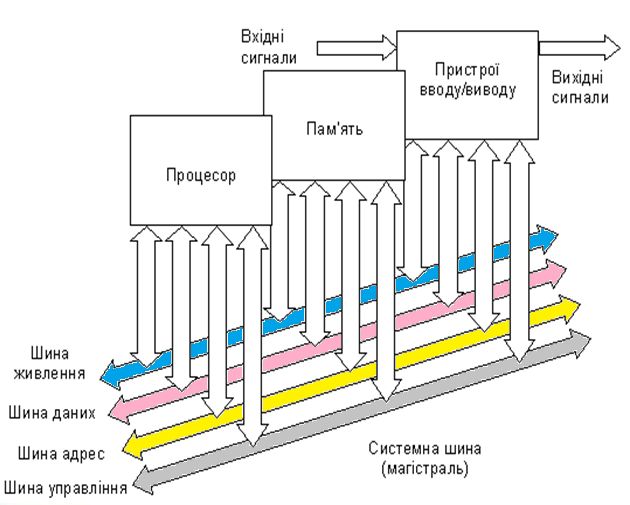 Вхідні
сигнали
Пристрої
вводу/виводу
Вихідні
сигнали
Пам'ять
Процесор
Шина
живлення
Шина даних
Шина адрес
Шина управління
Системна шина
(магістраль)